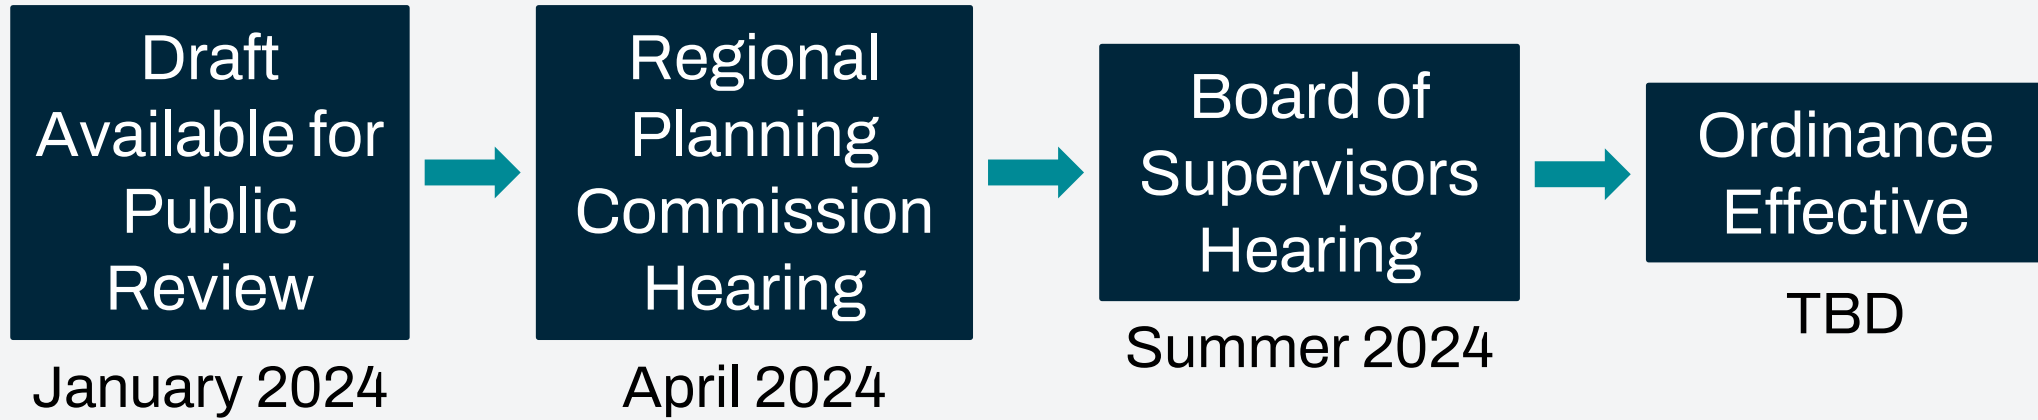 Draft
Available for
Public
Review
January 2024
Regional
Planning
Commission
Hearing
April 2024
Board of
Supervisors
Hearing
Summer 2024
Ordinance
Effective
TBD